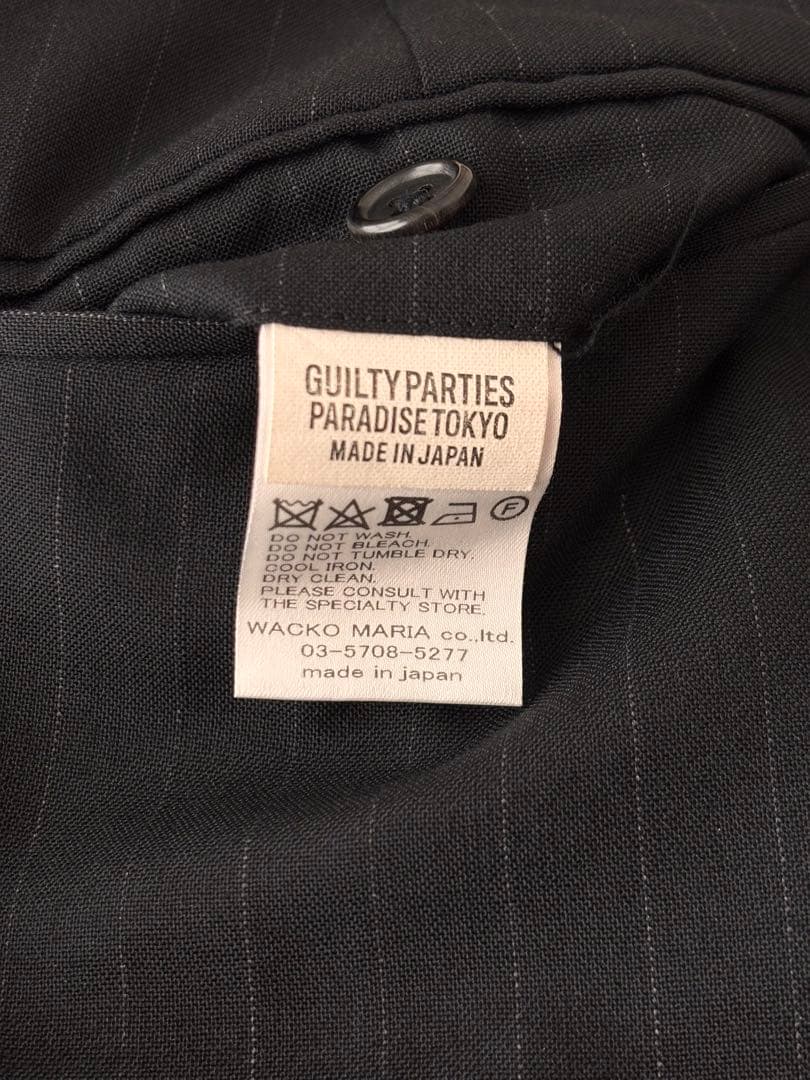 GUILTY PARTIES
PARADISE TOKYO
MADE IN JAPAN
F
DO NOT WASH.
DO NOT BLEACH.
DO NOT TUMBLE DRY.
COOL IRON.
DRY CLEAN.
PLEASE CONSULT WITH
THE SPECIALTY STORE.
WACKO MARIA co.,ltd.
03-5708-5277
made in japan